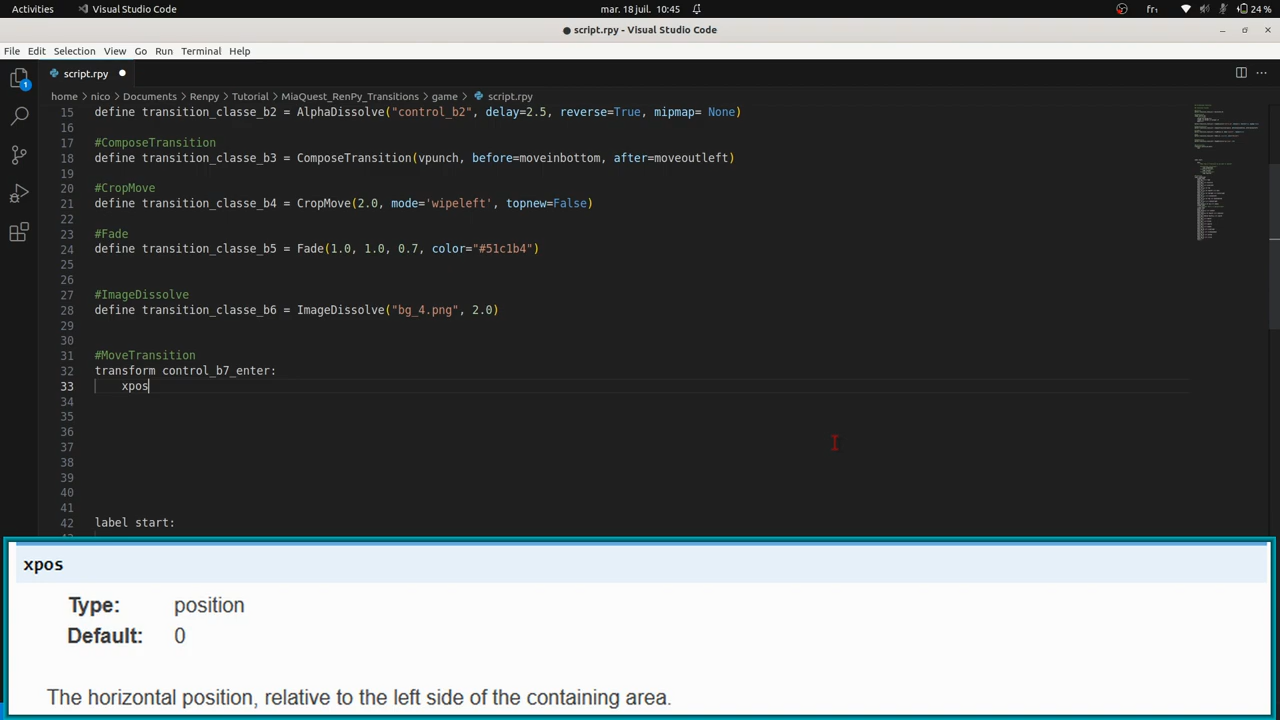 Activities Visual Studio Code mar. 18 juil. 10:45 fr₁ 24 %
script.rpy - Visual Studio Code
File Edit Selection View Go Run Terminal Help
1 script.rpy
home > nico > Documents > Renpy > Tutorial > MiaQuest_RenPy_Transitions > game > script.rpy
15 define transition_classe_b2 = AlphaDissolve("control_b2", delay=2.5, reverse=True, mipmap= None)
16
17 #ComposeTransition
18 define transition_classe_b3 = ComposeTransition(vpunch, before=moveinbottom, after=moveoutleft)
19
20 #CropMove
21 define transition_classe_b4 = CropMove(2.0, mode='wipeleft', topnew=False)
22
23 #Fade
24 define transition_classe_b5 = Fade(1.0, 1.0, 0.7, color="#51c1b4")
25
26
27 #ImageDissolve
28 define transition_classe_b6 = ImageDissolve("bg_4.png", 2.0)
29
30
31 #MoveTransition
32 transform control_b7_enter:
33 xpos
34
35
36
37
38
39
40
41
42 label start:
xpos
Type: position
Default: 0
The horizontal position, relative to the left side of the containing area.